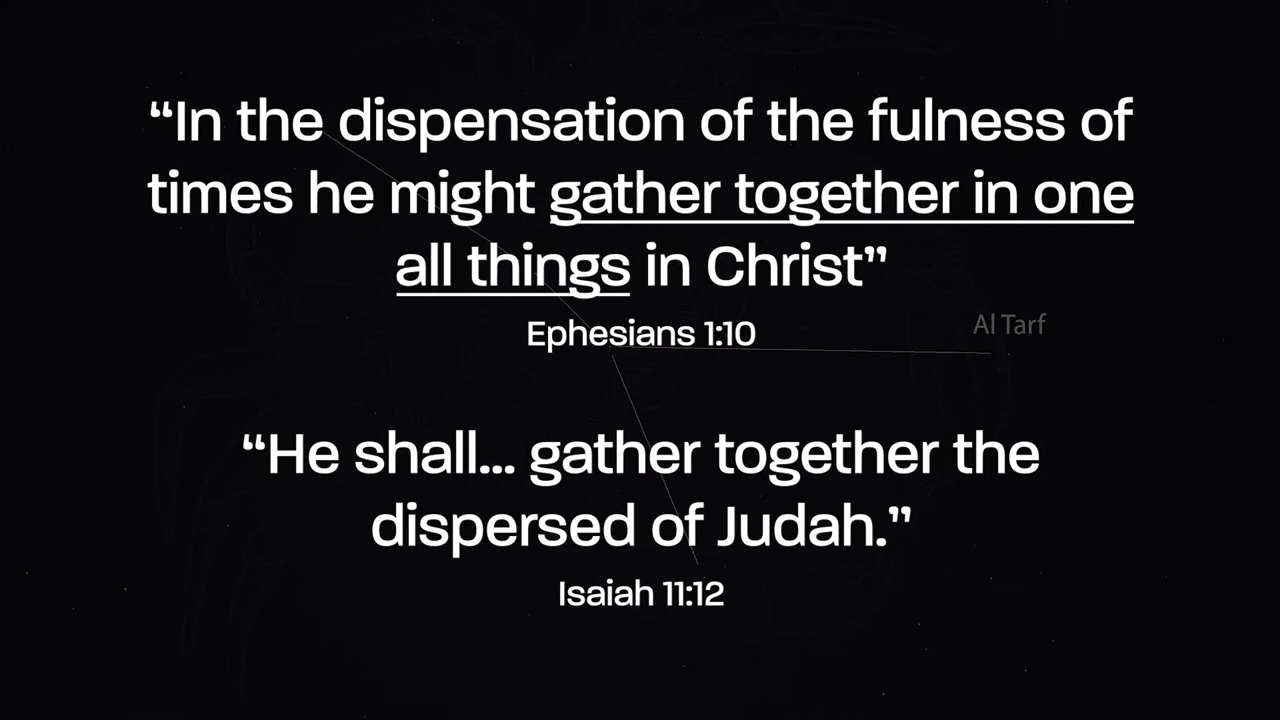 “In the dispensation of the fulness of
times he might gather together in one
all things in Christ”
Ephesians 1:10
Al Tarf
“He shall... gather together the
dispersed of Judah.”
Isaiah 11:12